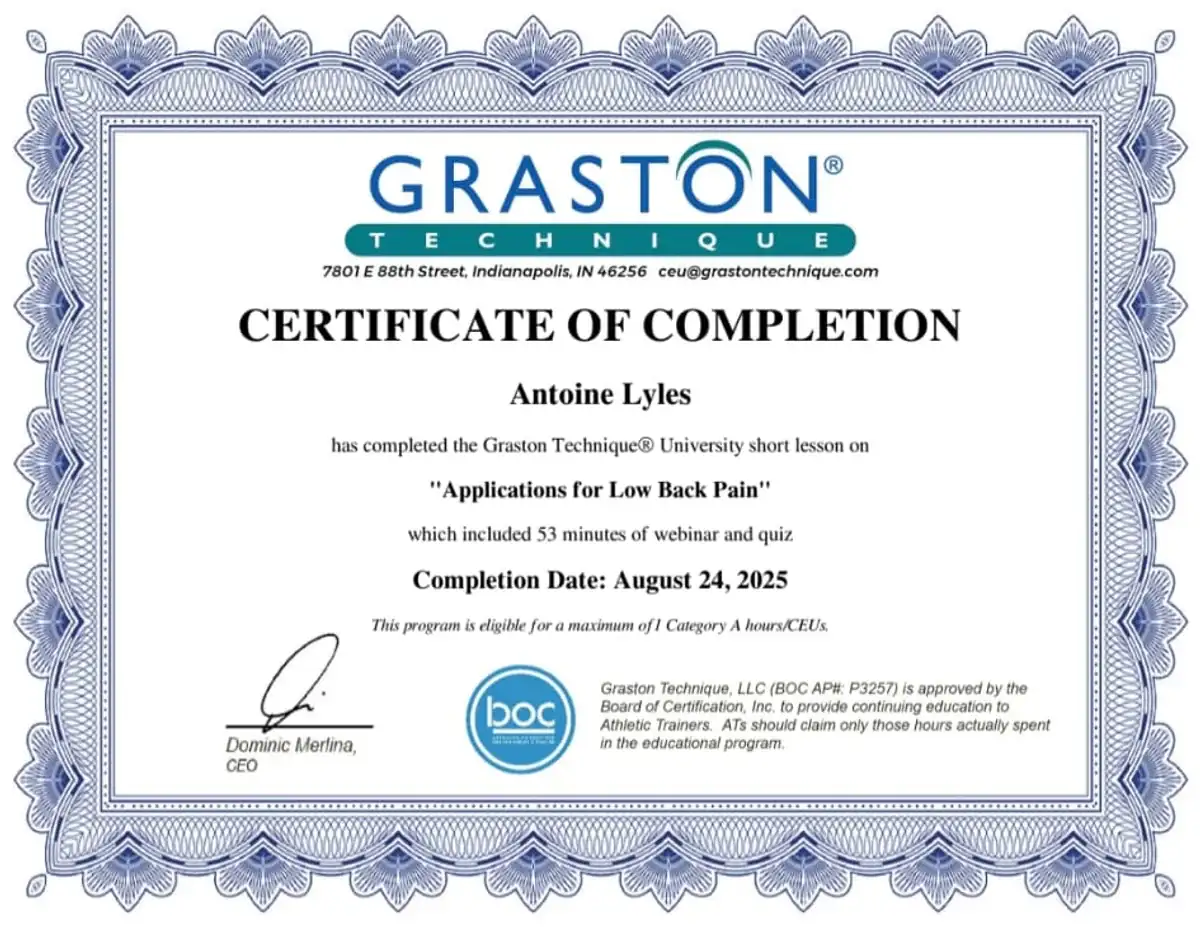 GRASTON®
TECHNIQUE
7801 E 88th Street, Indianapolis, IN 46256 ceu@grastontechnique.com
CERTIFICATE OF COMPLETION
Antoine Lyles
has completed the Graston Technique® University short lesson on
"Applications for Low Back Pain"
which included 53 minutes of webinar and quiz
Completion Date: August 24, 2025
This program is eligible for a maximum of 1 Category A hours/CEUs.
Dominic Merlina,
CEO
boc
Graston Technique, LLC (BOC AP#: P3257) is approved by the
Board of Certification, Inc. to provide continuing education to
Athletic Trainers. ATs should claim only those hours actually spent
in the educational program.